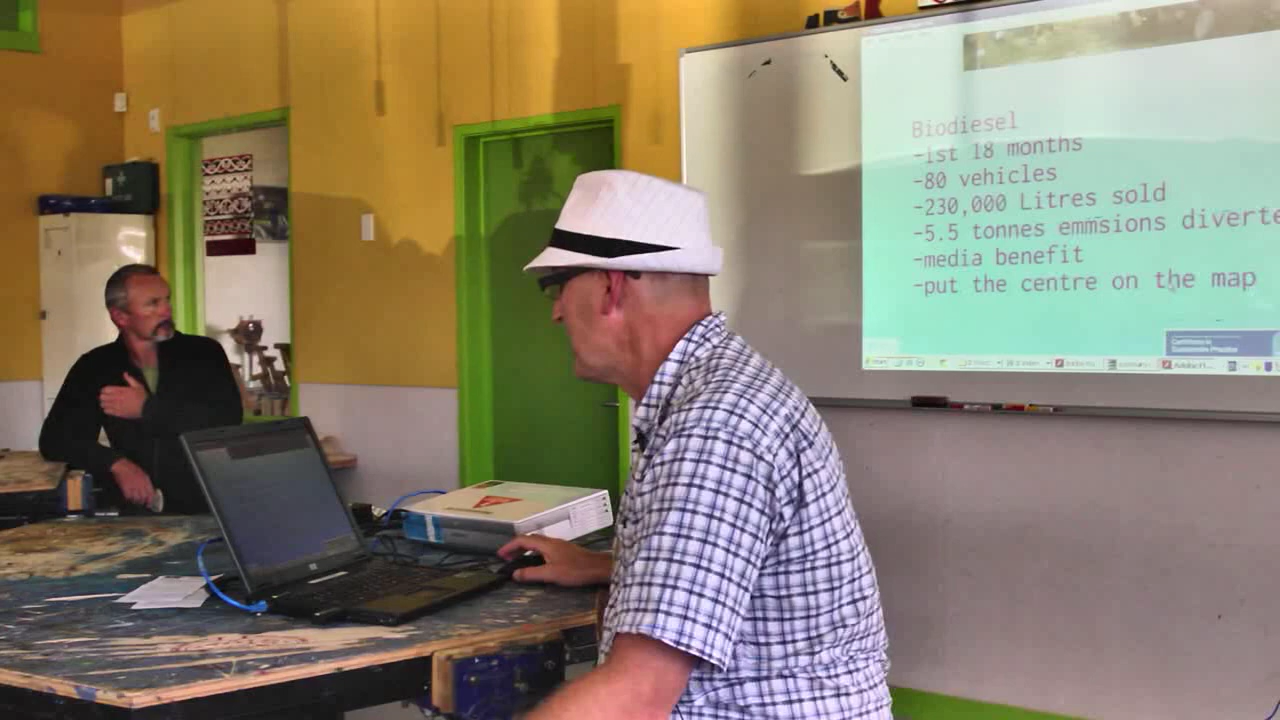 Biodiesel
-1st 18 months
-80 vehicles
-230,000 Litres sold
-5.5 tonnes emmsions diverte
-media benefit
-put the centre on the map